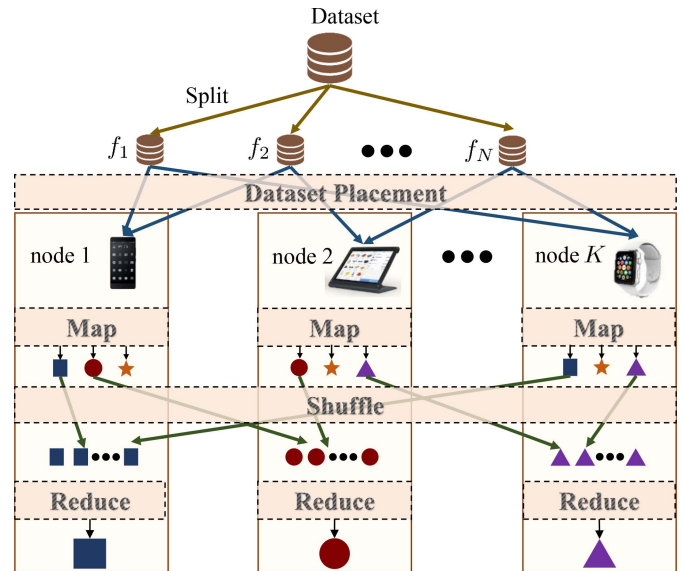 Dataset
Split
f1 f2 fN
Dataset Placement
node 1 node 2 node K
Map Map Map
Shuffle
Reduce Reduce Reduce